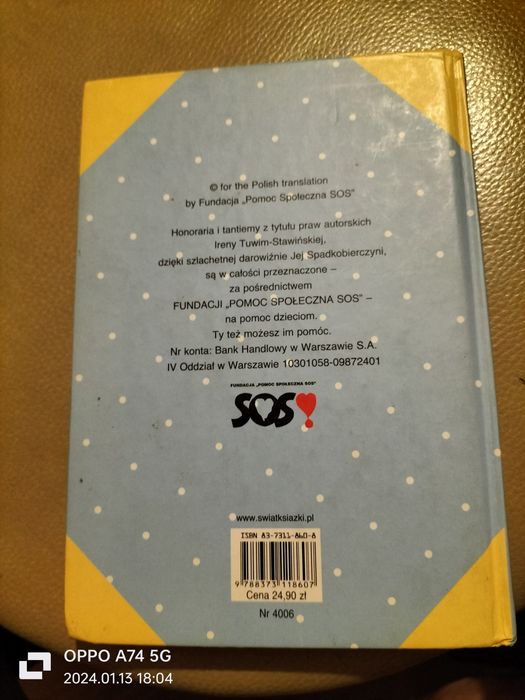 © for the Polish translation
by Fundacja „Pomoc Społeczna SOS”
Honoraria i tantiemy z tytułu praw autorskich
Ireny Tuwim-Stawińskiej,
dzięki szlachetnej darowiźnie Jej Spadkobierczyni,
są w całości przeznaczone –
za pośrednictwem
FUNDACJI „POMOC SPOŁECZNA SOS” –
na pomoc dzieciom.
Ty też możesz im pomóc.
Nr konta: Bank Handlowy w Warszawie S.A.
IV Oddział w Warszawie 10301058-09872401
FUNDACJA „POMOC SPOŁECZNA SOS”
SOS
www.swiatksiazki.pl
ISBN 83-7311-860-8
9 788373 118607
Cena 24,90 zł
Nr 4006
OPPO A74 5G
2024.01.13 18:04